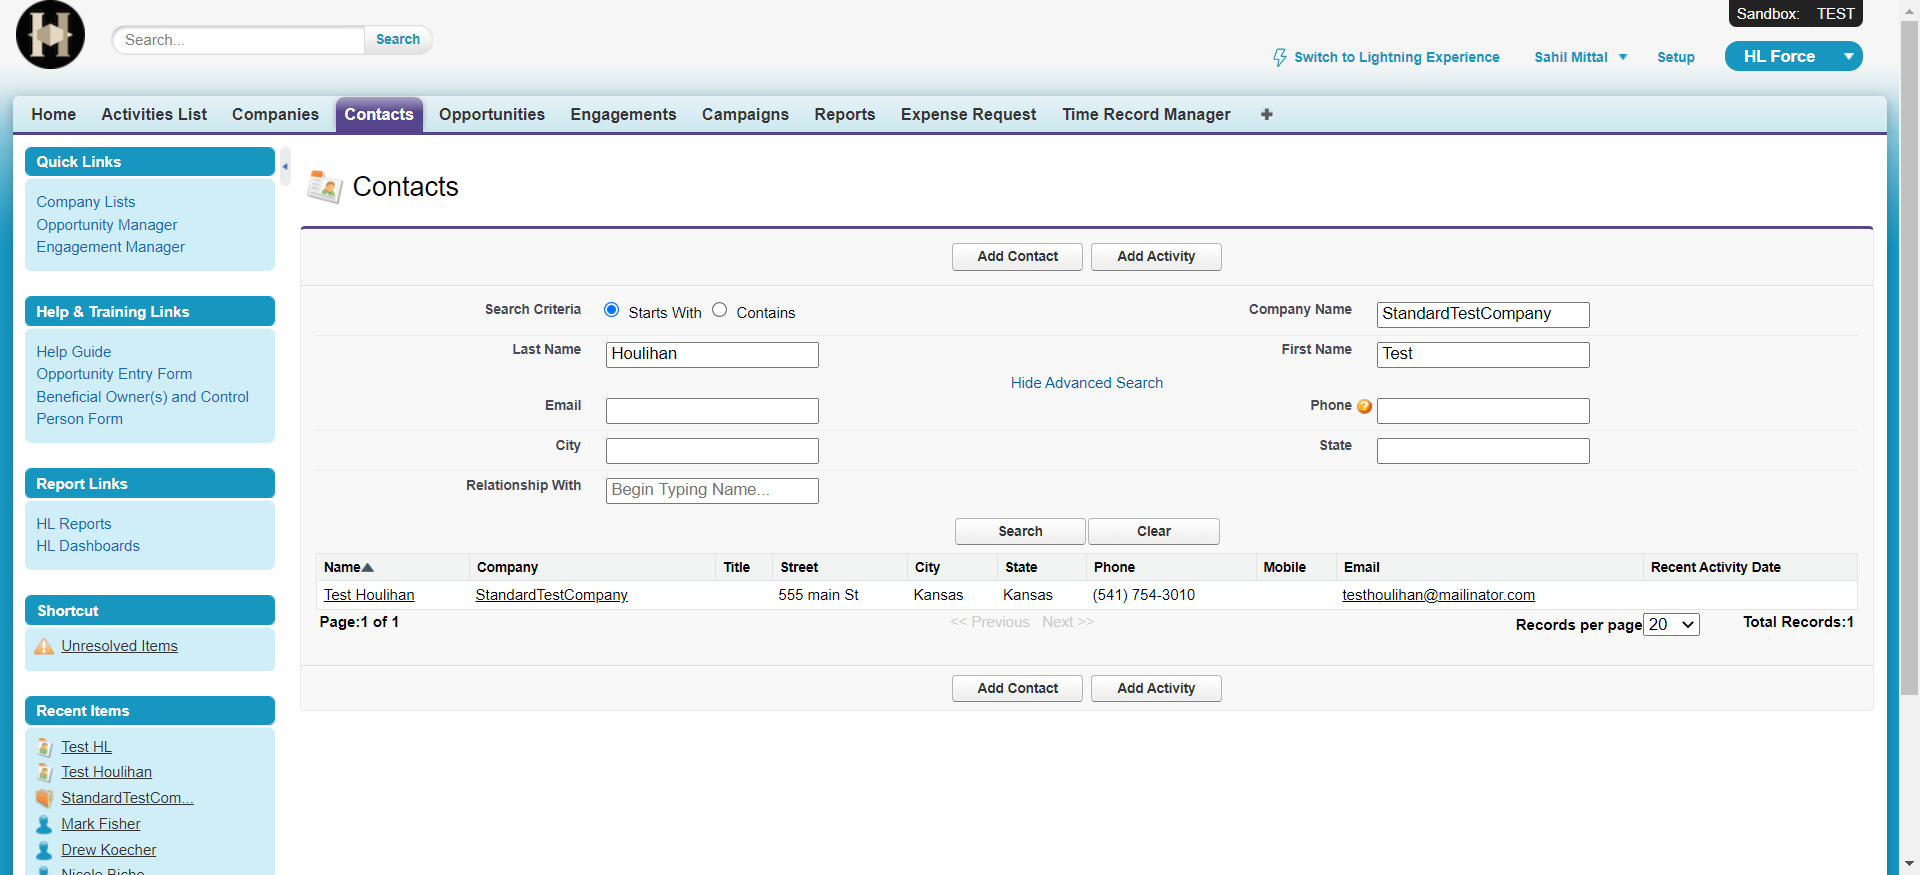 Sandbox: TEST
Search...
Search
Switch to Lightning Experience
Sahil Mittal
Setup
HL Force
Home
Activities List
Companies
Contacts
Opportunities
Engagements
Campaigns
Reports
Expense Request
Time Record Manager
Quick Links
Company Lists
Opportunity Manager
Engagement Manager
Help & Training Links
Help Guide
Opportunity Entry Form
Beneficial Owner(s) and Control
Person Form
Report Links
HL Reports
HL Dashboards
Shortcut
Unresolved Items
Recent Items
Test HL
Test Houlihan
StandardTestCom...
Mark Fisher
Drew Koecher
Contacts
Add Contact
Add Activity
Search Criteria
Starts With
Contains
Company Name
StandardTestCompany
Last Name
Houlihan
First Name
Test
Hide Advanced Search
Email
Phone
City
State
Relationship With
Begin Typing Name...
Search
Clear
Name Company Title Street City State Phone Mobile Email Recent Activity Date
Test Houlihan StandardTestCompany 555 main St Kansas Kansas (541) 754-3010 testhoulihan@mailinator.com
Page:1 of 1
<< Previous Next >>
Records per page 20
Total Records:1
Add Contact
Add Activity